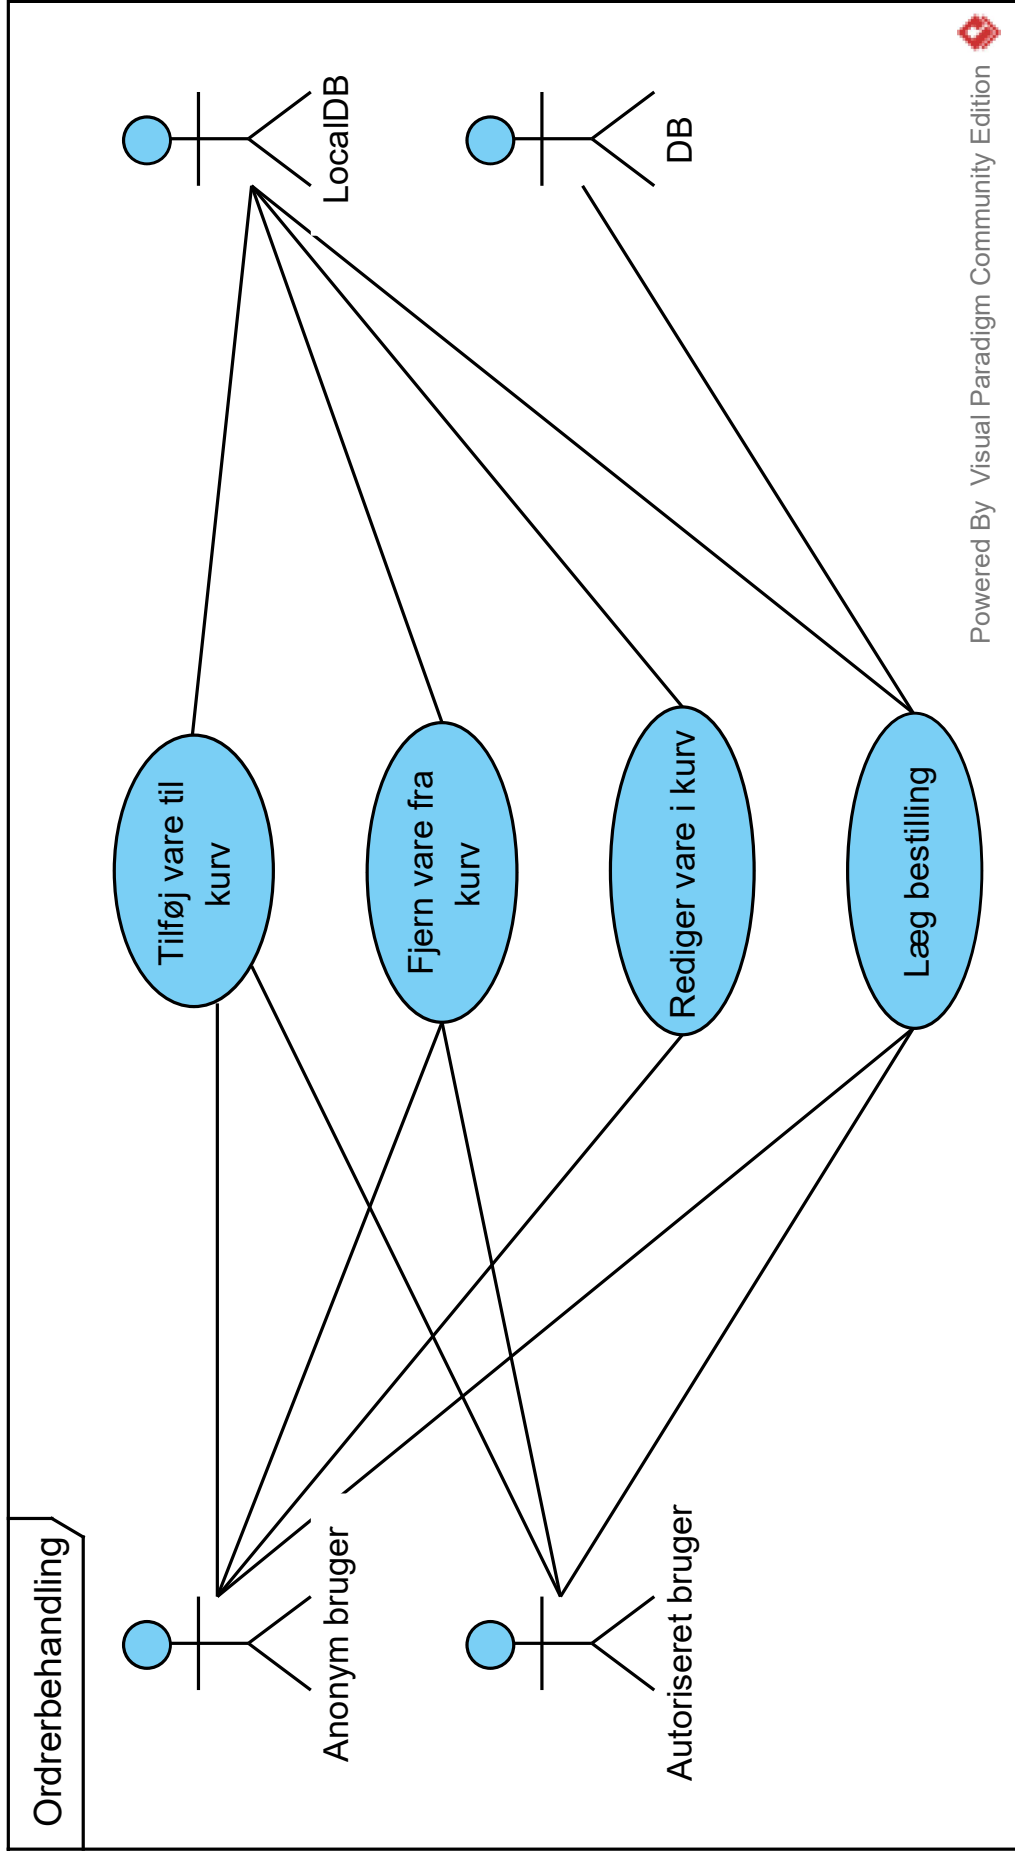 Ordrerbehandling
Anonym bruger
Autoriseret bruger
Tilføj vare til
kurv
Fjern vare fra
kurv
Rediger vare i kurv
Læg bestilling
LocalDB
DB
Powered By Visual Paradigm Community Edition